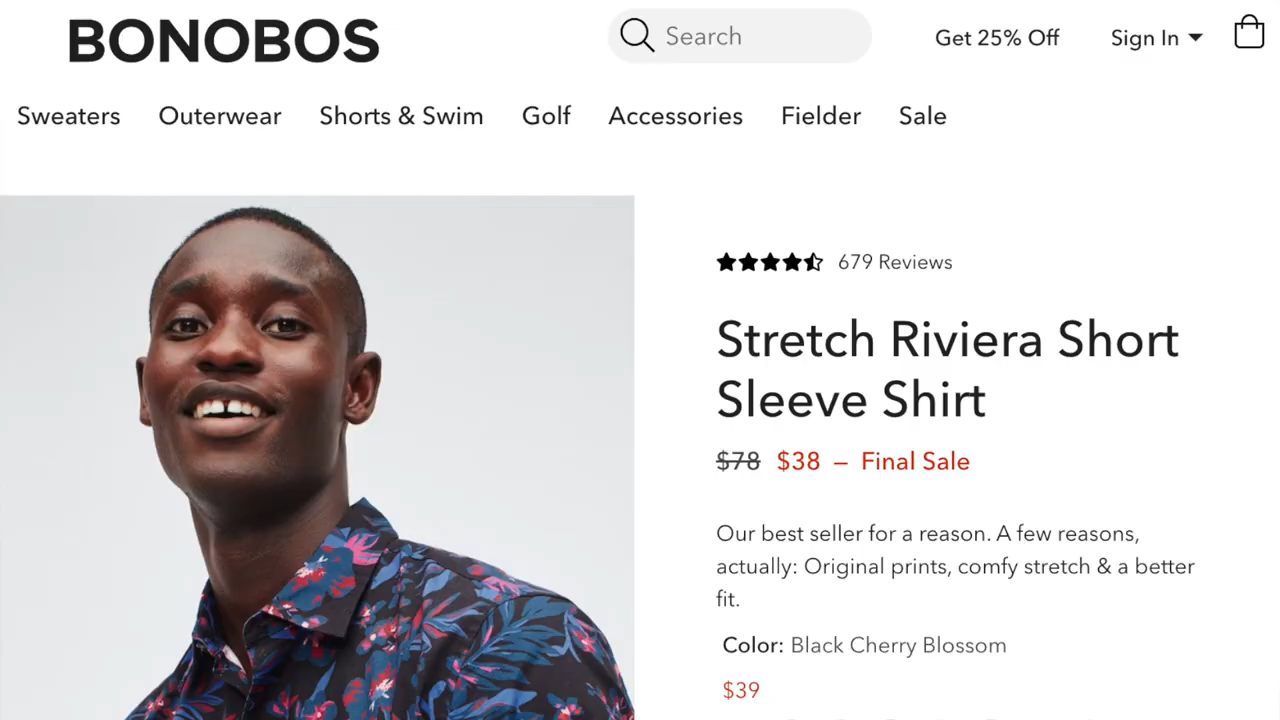 BONOBOS
Search
Get 25% Off
Sign In
Sweaters Outerwear Shorts & Swim Golf Accessories Fielder Sale
679 Reviews
Stretch Riviera Short
Sleeve Shirt
$78 $38 – Final Sale
Our best seller for a reason. A few reasons,
actually: Original prints, comfy stretch & a better
fit.
Color: Black Cherry Blossom
$39